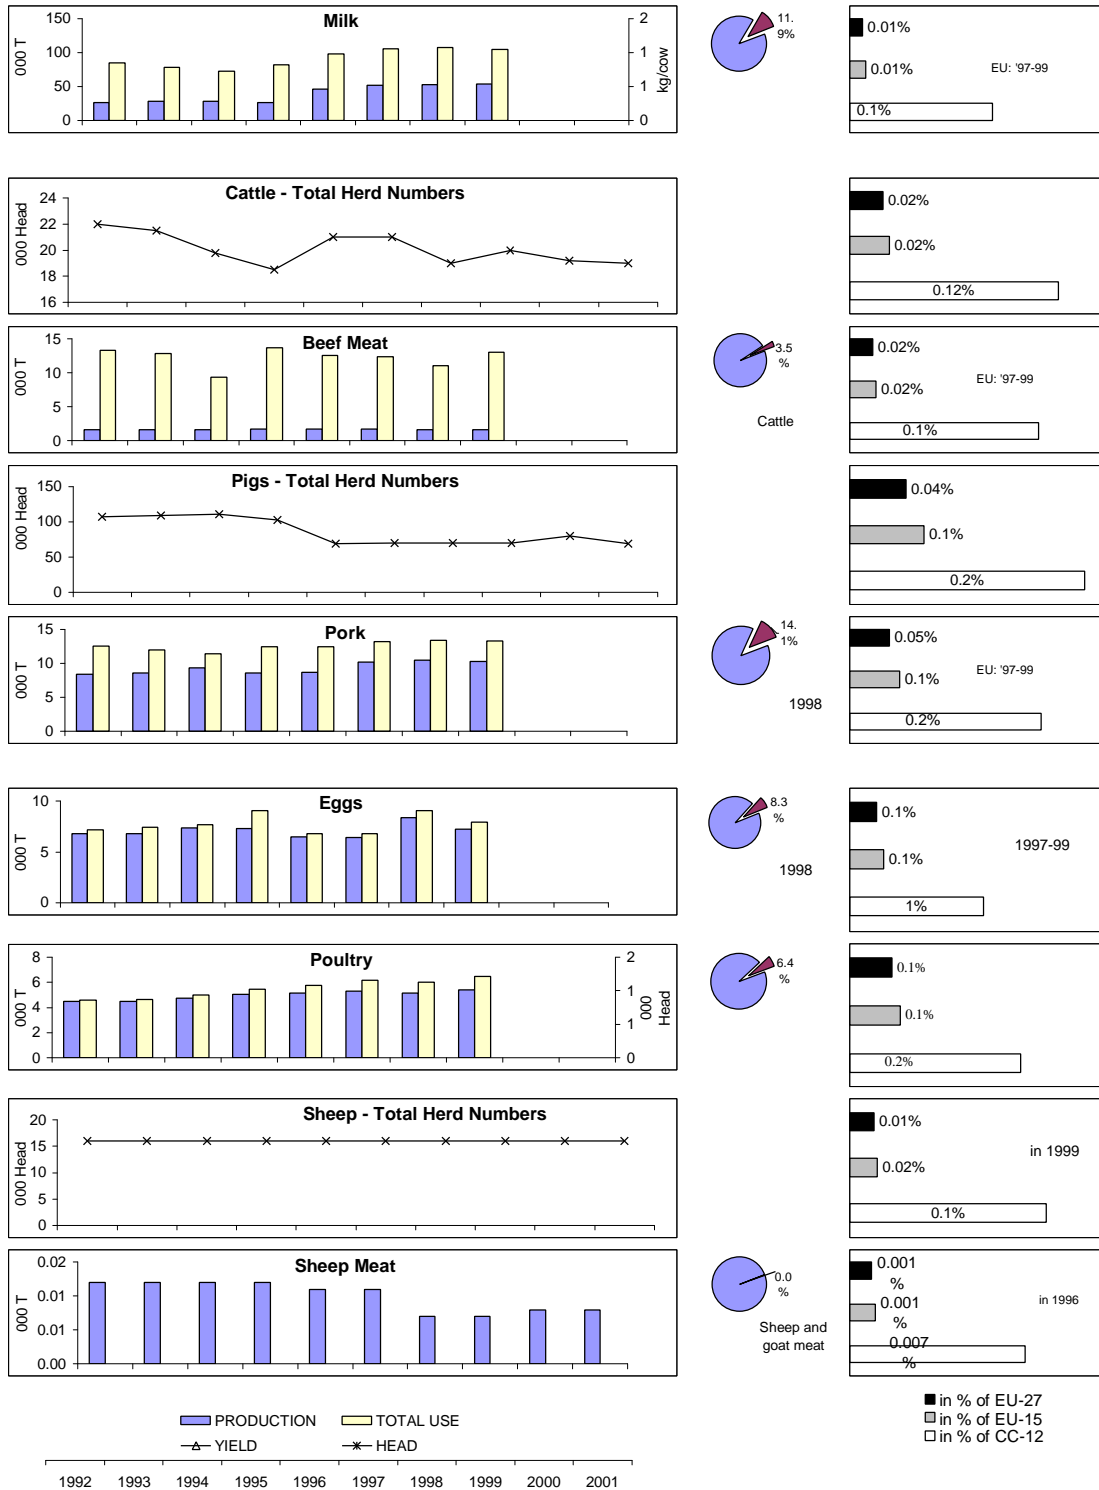 Milk
000 T
150
100
50
0
2
1
1
0
kg/cow
11.
9%
0.01%
0.01%
EU: '97-99
0.1%
Cattle - Total Herd Numbers
000 Head
24
22
20
18
16
0.02%
0.02%
0.12%
Beef Meat
000 T
15
10
5
0
3.5
%
Cattle
0.02%
0.02%
EU: '97-99
0.1%
Pigs - Total Herd Numbers
000 Head
150
100
50
0
0.04%
0.1%
0.2%
Pork
000 T
15
10
5
0
14.
1%
1998
0.05%
0.1%
EU: '97-99
0.2%
Eggs
000 T
10
5
0
8.3
%
1998
0.1%
0.1%
1997-99
1%
Poultry
000 T
8
6
4
2
0
2
1
1
0
000
Head
6.4
%
0.1%
0.1%
0.2%
Sheep - Total Herd Numbers
000 Head
20
15
10
5
0
0.01%
0.02%
in 1999
0.1%
Sheep Meat
000 T
0.02
0.01
0.01
0.00
0.0
%
Sheep and
goat meat
0.001
%
0.001
%
in 1996
0.007
%
PRODUCTION
TOTAL USE
YIELD
HEAD
in % of EU-27
in % of EU-15
in % of CC-12
1992 1993 1994 1995 1996 1997 1998 1999 2000 2001